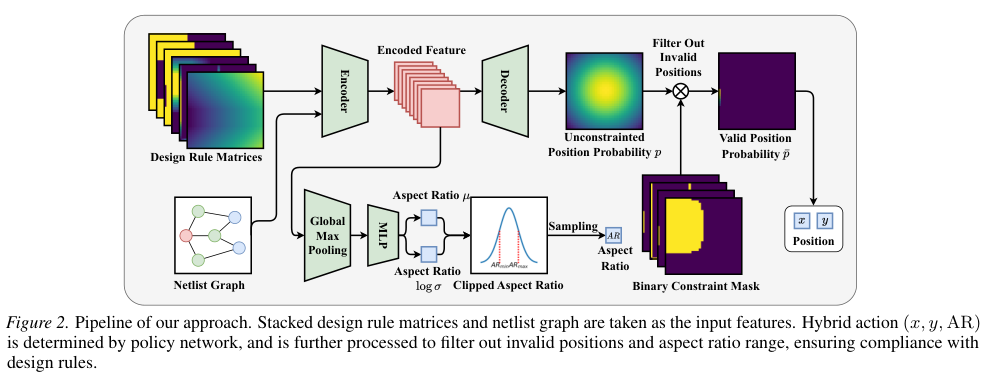 Design Rule Matrices
Netlist Graph
Encoder
Encoded Feature
Decoder
Unconstrainted
Position Probability p
Filter Out
Invalid
Positions
Valid Position
Probability p̄
x y
Position
Global
Max
Pooling
MLP
Aspect Ratio μ
Aspect Ratio
log σ
AR_min AR_max
Clipped Aspect Ratio
Sampling
AR
Aspect
Ratio
Binary Constraint Mask
Figure 2. Pipeline of our approach. Stacked design rule matrices and netlist graph are taken as the input features. Hybrid action (x, y, AR)
is determined by policy network, and is further processed to filter out invalid positions and aspect ratio range, ensuring compliance with
design rules.